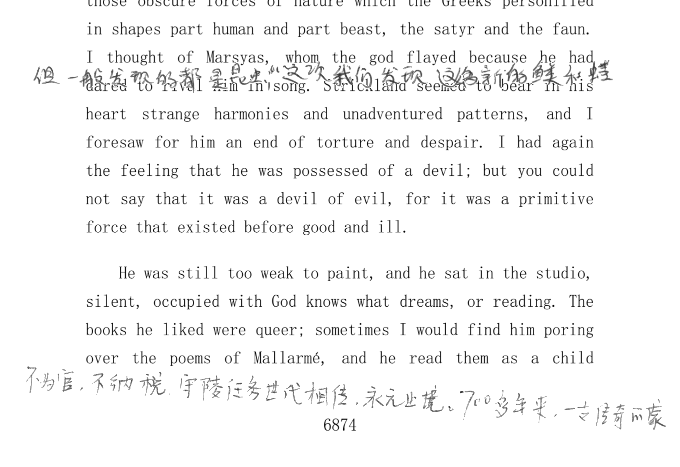 those obscure forces of nature which the Greeks personified
in shapes part human and part beast, the satyr and the faun.
I thought of Marsyas, whom the god flayed because he had
但一般发现的都是昆虫“这次我们发现这名新的鲑和蛙
dared to rival him in song. Strickland seemed to bear in his
heart strange harmonies and unadventured patterns, and I
foresaw for him an end of torture and despair. I had again
the feeling that he was possessed of a devil; but you could
not say that it was a devil of evil, for it was a primitive
force that existed before good and ill.
He was still too weak to paint, and he sat in the studio,
silent, occupied with God knows what dreams, or reading. The
books he liked were queer; sometimes I would find him poring
over the poems of Mallarmé, and he read them as a child
不为官,不纳税,守陵任务世代相传,永无止境。700多年来,一支传奇的蒙
6874